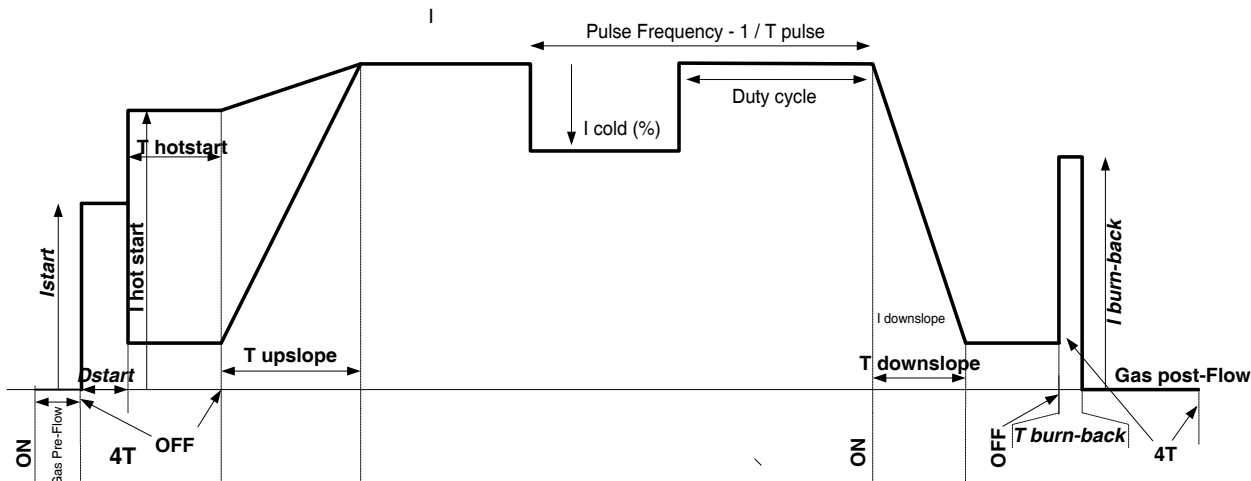 I
Pulse Frequency - 1 / T pulse
Duty cycle
I cold (%)
T hotstart
I hot start
Istart
I burn-back
I downslope
T upslope
T downslope
Dstart
Gas post-Flow
ON
Gas Pre-Flow
4T
OFF
ON
OFF
T burn-back
4T